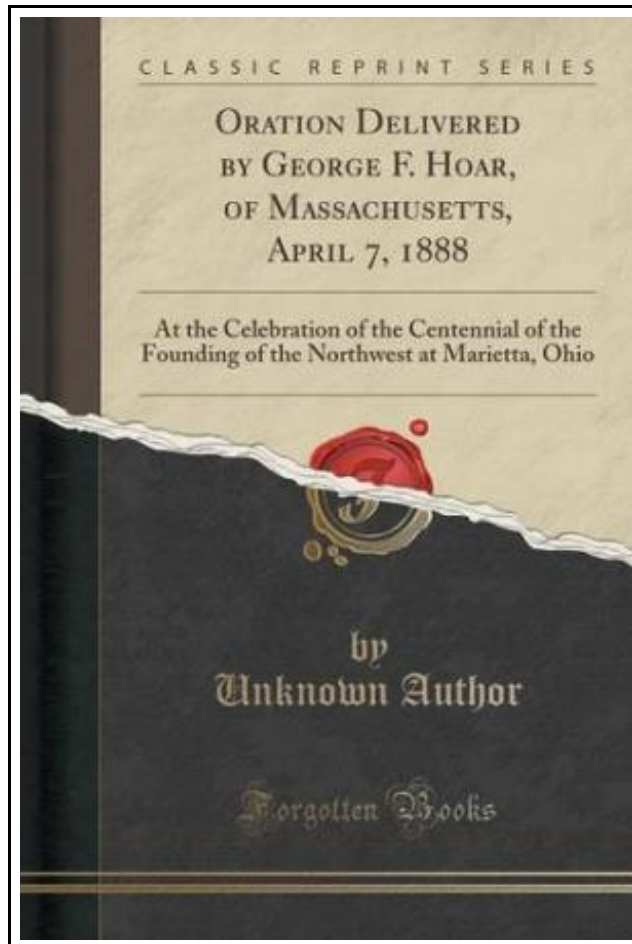 CLASSIC REPRINT SERIES
ORATION DELIVERED
BY GEORGE F. HOAR,
OF MASSACHUSETTS,
APRIL 7, 1888
At the Celebration of the Centennial of the
Founding of the Northwest at Marietta, Ohio
by
Unknown Author
Forgotten Books